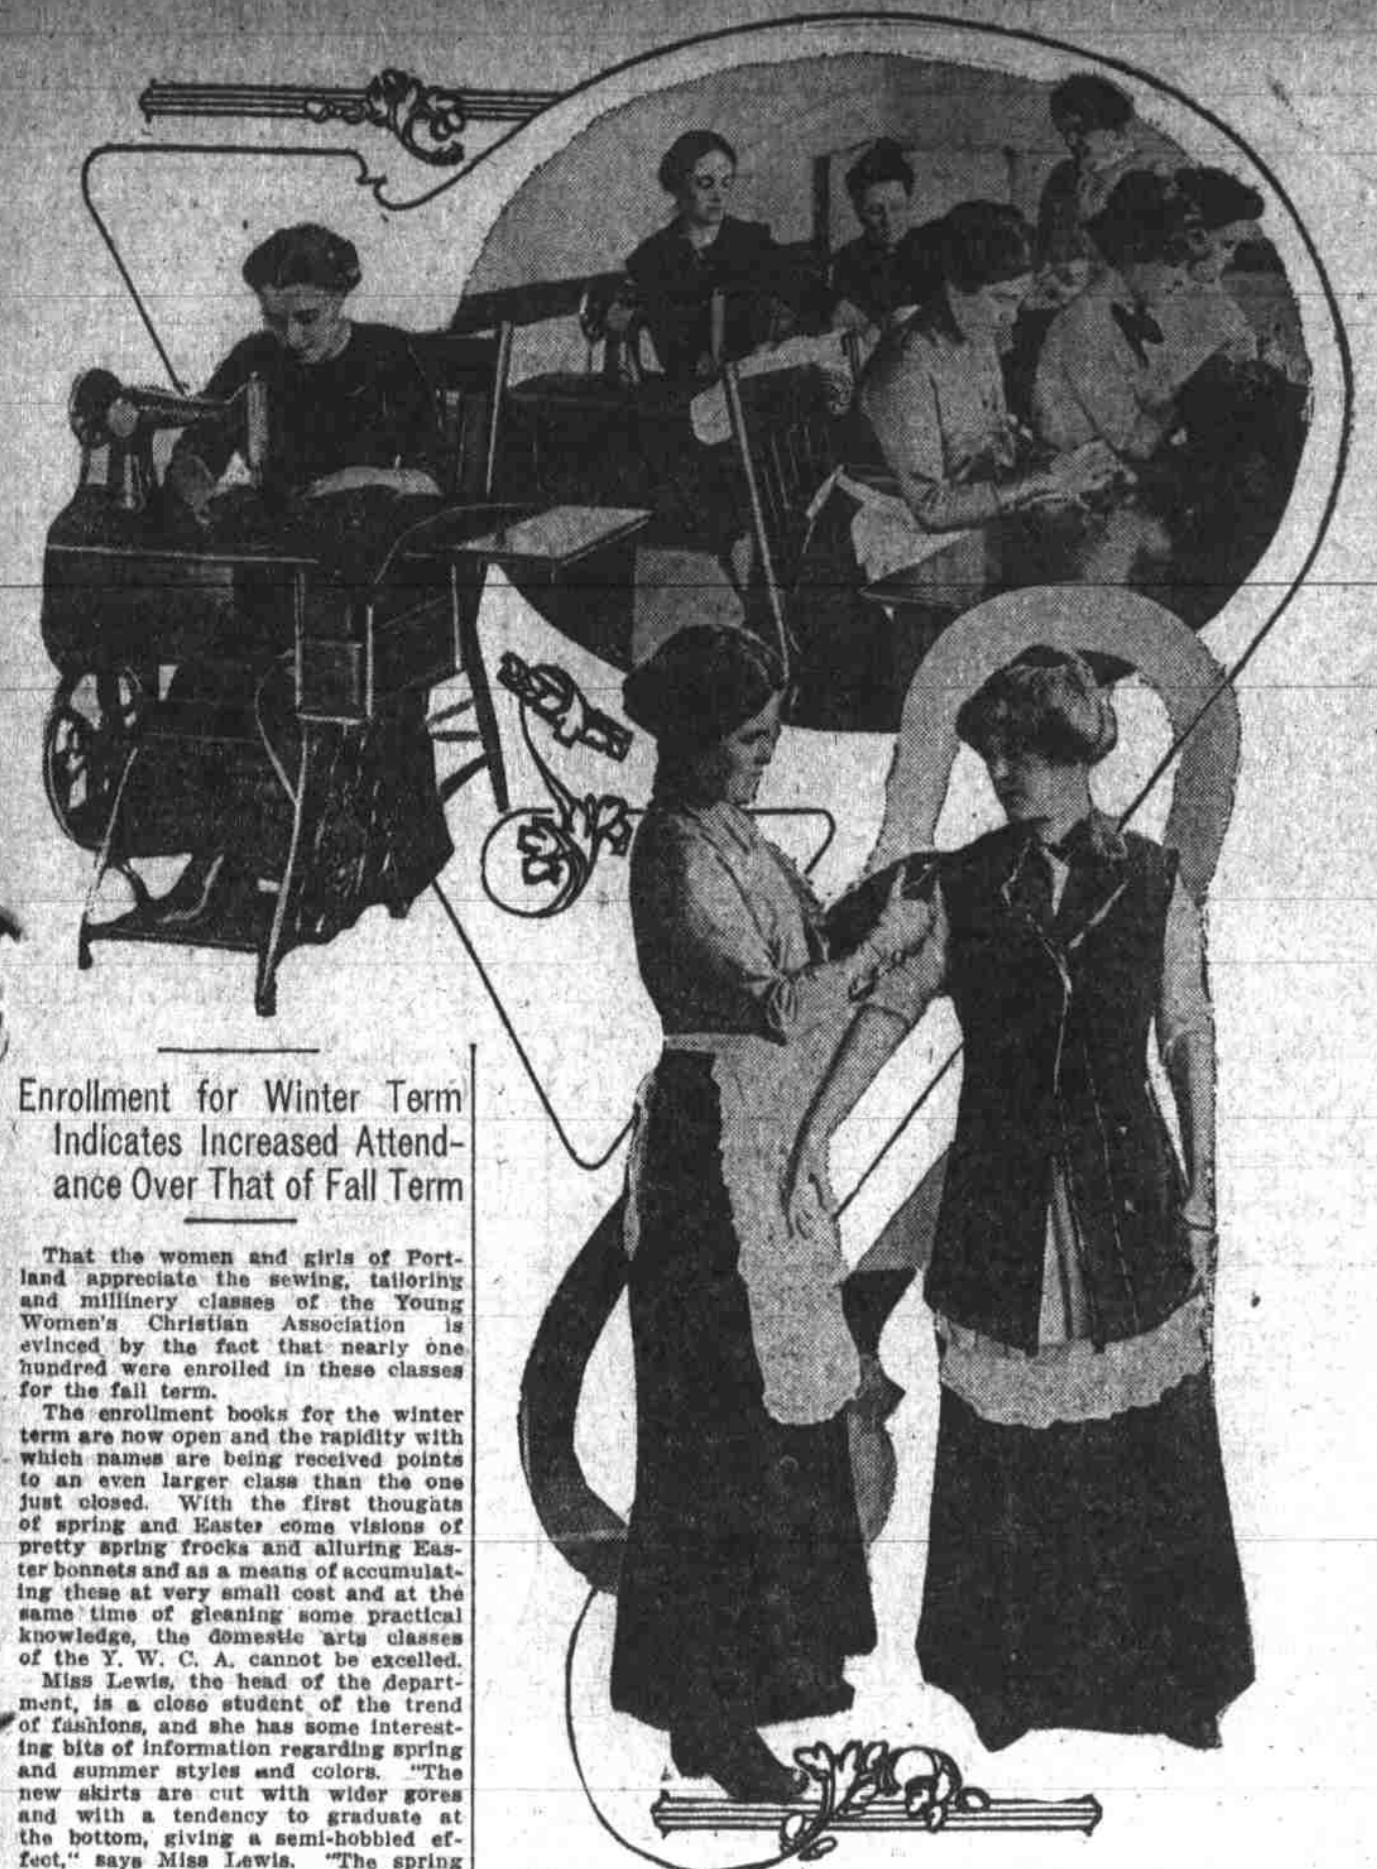 Enrollment for Winter Term
Indicates Increased Attend-
ance Over That of Fall Term
That the women and girls of Port-
land appreciate the sewing, tailoring
and millinery classes of the Young
Women's Christian Association is
evinced by the fact that nearly one
hundred were enrolled in these classes
for the fall term.
The enrollment books for the winter
term are now open and the rapidity with
which names are being received points
to an even larger class than the one
just closed. With the first thoughts
of spring and Easter come visions of
pretty spring frocks and alluring Eas-
ter bonnets and as a means of accumulat-
ing these at very small cost and at the
same time of gleaning some practical
knowledge, the domestic arts classes
of the Y. W. C. A. cannot be excelled.
Miss Lewis, the head of the depart-
ment, is a close student of the trend
of fashions, and she has some interest-
ing bits of information regarding spring
and summer styles and colors. "The
new skirts are cut with wider gores
and with a tendency to graduate at
the bottom, giving a semi-hobbled ef-
fect," says Miss Lewis. "The spring